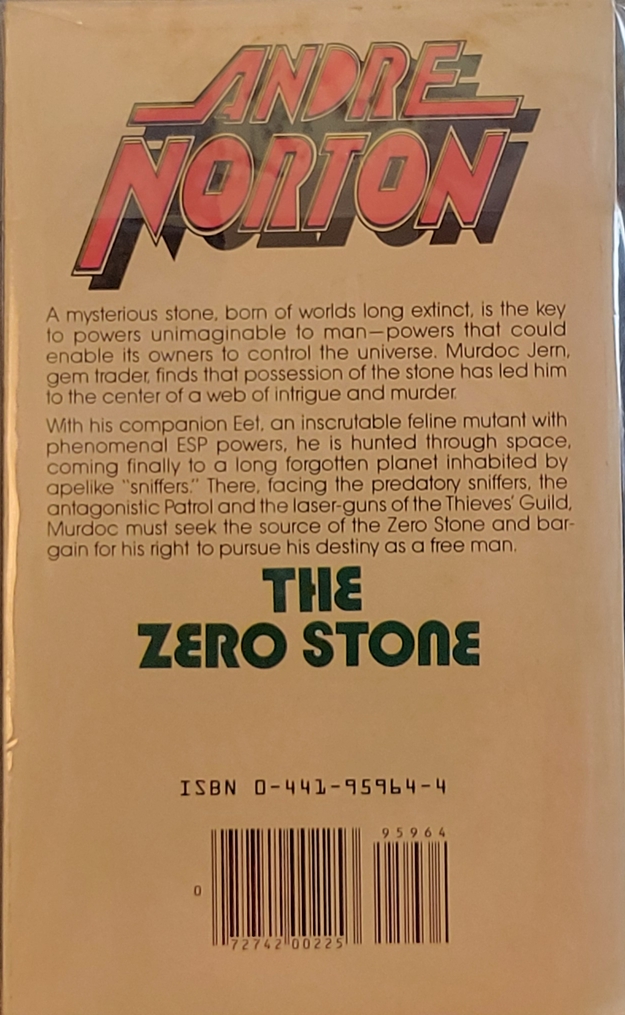 ANDRE
NORTON
A mysterious stone, born of worlds long extinct, is the key
to powers unimaginable to man—powers that could
enable its owners to control the universe. Murdoc Jern,
gem trader, finds that possession of the stone has led him
to the center of a web of intrigue and murder.
With his companion Eet, an inscrutable feline mutant with
phenomenal ESP powers, he is hunted through space,
coming finally to a long forgotten planet inhabited by
apelike "sniffers." There, facing the predatory sniffers, the
antagonistic Patrol and the laser-guns of the Thieves' Guild,
Murdoc must seek the source of the Zero Stone and bar-
gain for his right to pursue his destiny as a free man.
THE
ZERO STONE
ISBN 0-441-95964-4
95964
0
72742 00225